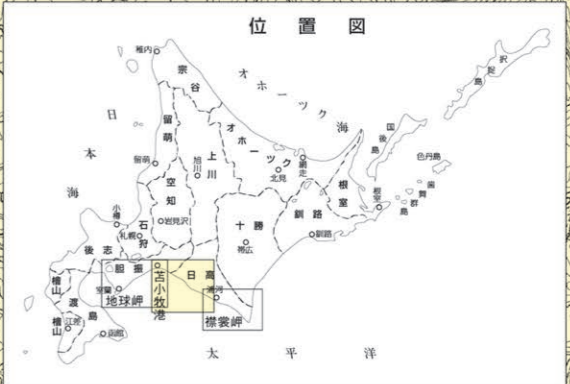 位置図
稚内
宗谷
オホーツク海
択捉島
国後島
色丹島
歯舞群島
日本海
留萌
留萌
上川
旭川
オホーツク
網走
北見
根室
根室
空知
岩見沢
十勝
帯広
釧路
釧路
小樽
札幌
石狩
後志
胆振
室蘭
地球岬
苫小牧港
日高
浦河
襟裳岬
檜山
渡島
檜山
江差
函館
太平洋